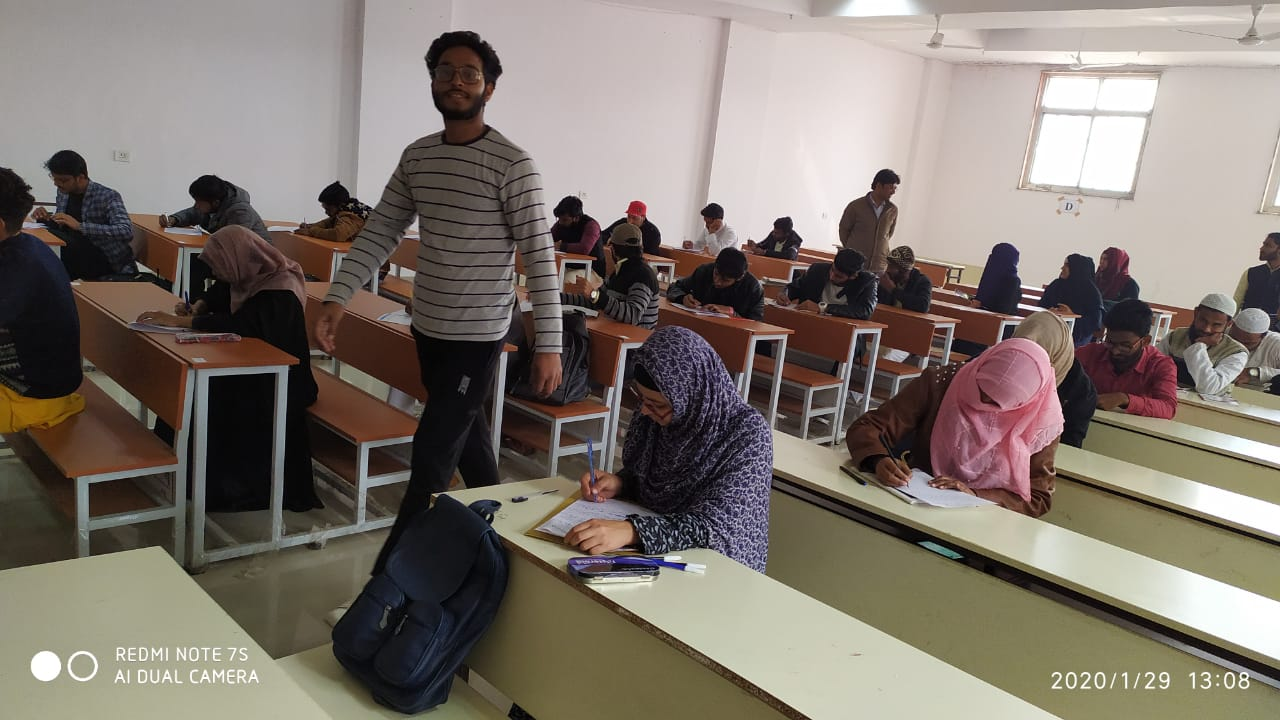 D
REDMI NOTE 7S
AI DUAL CAMERA
2020/1/29 13:08